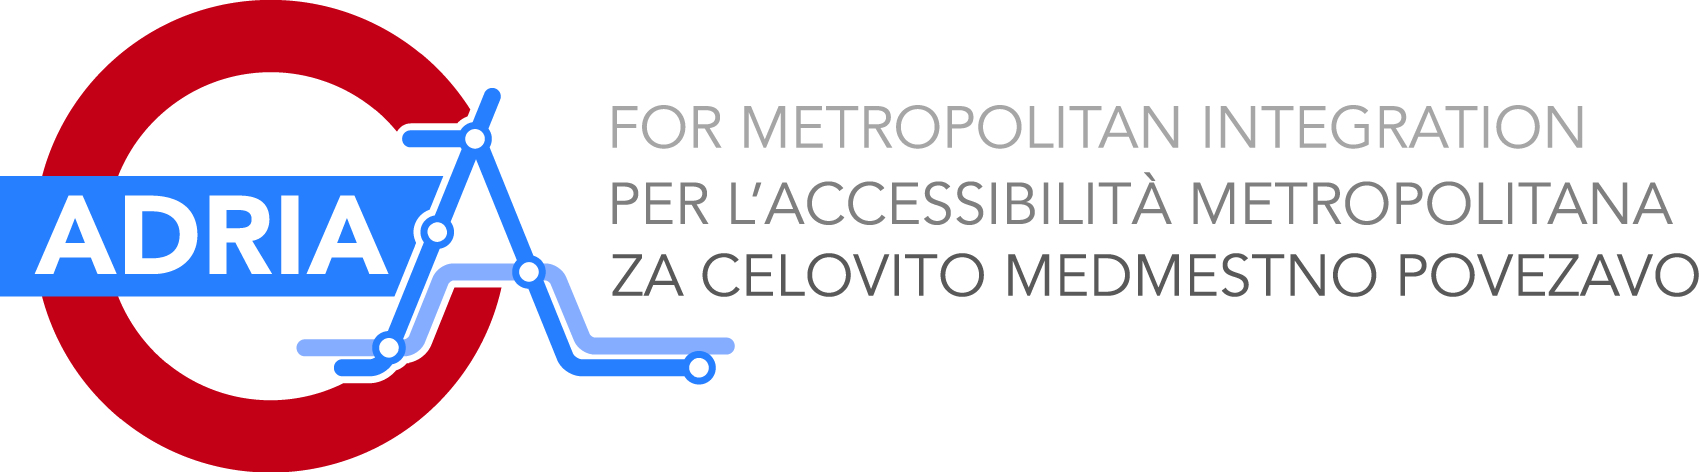 ADRIA
FOR METROPOLITAN INTEGRATION
PER L’ACCESSIBILITÀ METROPOLITANA
ZA CELOVITO MEDMESTNO POVEZAVO